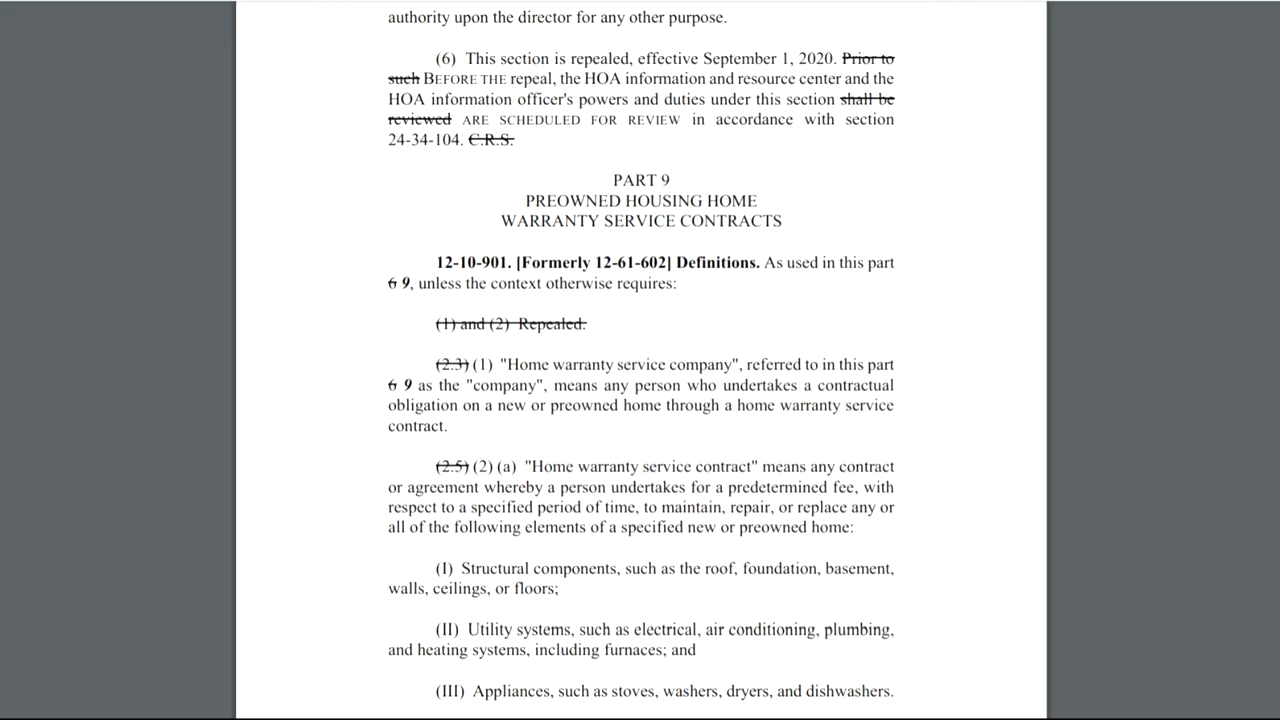 authority upon the director for any other purpose.
(6) This section is repealed, effective September 1, 2020. Prior to
such BEFORE THE repeal, the HOA information and resource center and the
HOA information officer's powers and duties under this section shall be
reviewed ARE SCHEDULED FOR REVIEW in accordance with section
24-34-104. C.R.S.
PART 9
PREOWNED HOUSING HOME
WARRANTY SERVICE CONTRACTS
12-10-901. [Formerly 12-61-602] Definitions. As used in this part
6 9, unless the context otherwise requires:
(1) and (2) Repealed.
(2.3) (1) "Home warranty service company", referred to in this part
6 9 as the "company", means any person who undertakes a contractual
obligation on a new or preowned home through a home warranty service
contract.
(2.5) (2) (a) "Home warranty service contract" means any contract
or agreement whereby a person undertakes for a predetermined fee, with
respect to a specified period of time, to maintain, repair, or replace any or
all of the following elements of a specified new or preowned home:
(I) Structural components, such as the roof, foundation, basement,
walls, ceilings, or floors;
(II) Utility systems, such as electrical, air conditioning, plumbing,
and heating systems, including furnaces; and
(III) Appliances, such as stoves, washers, dryers, and dishwashers.